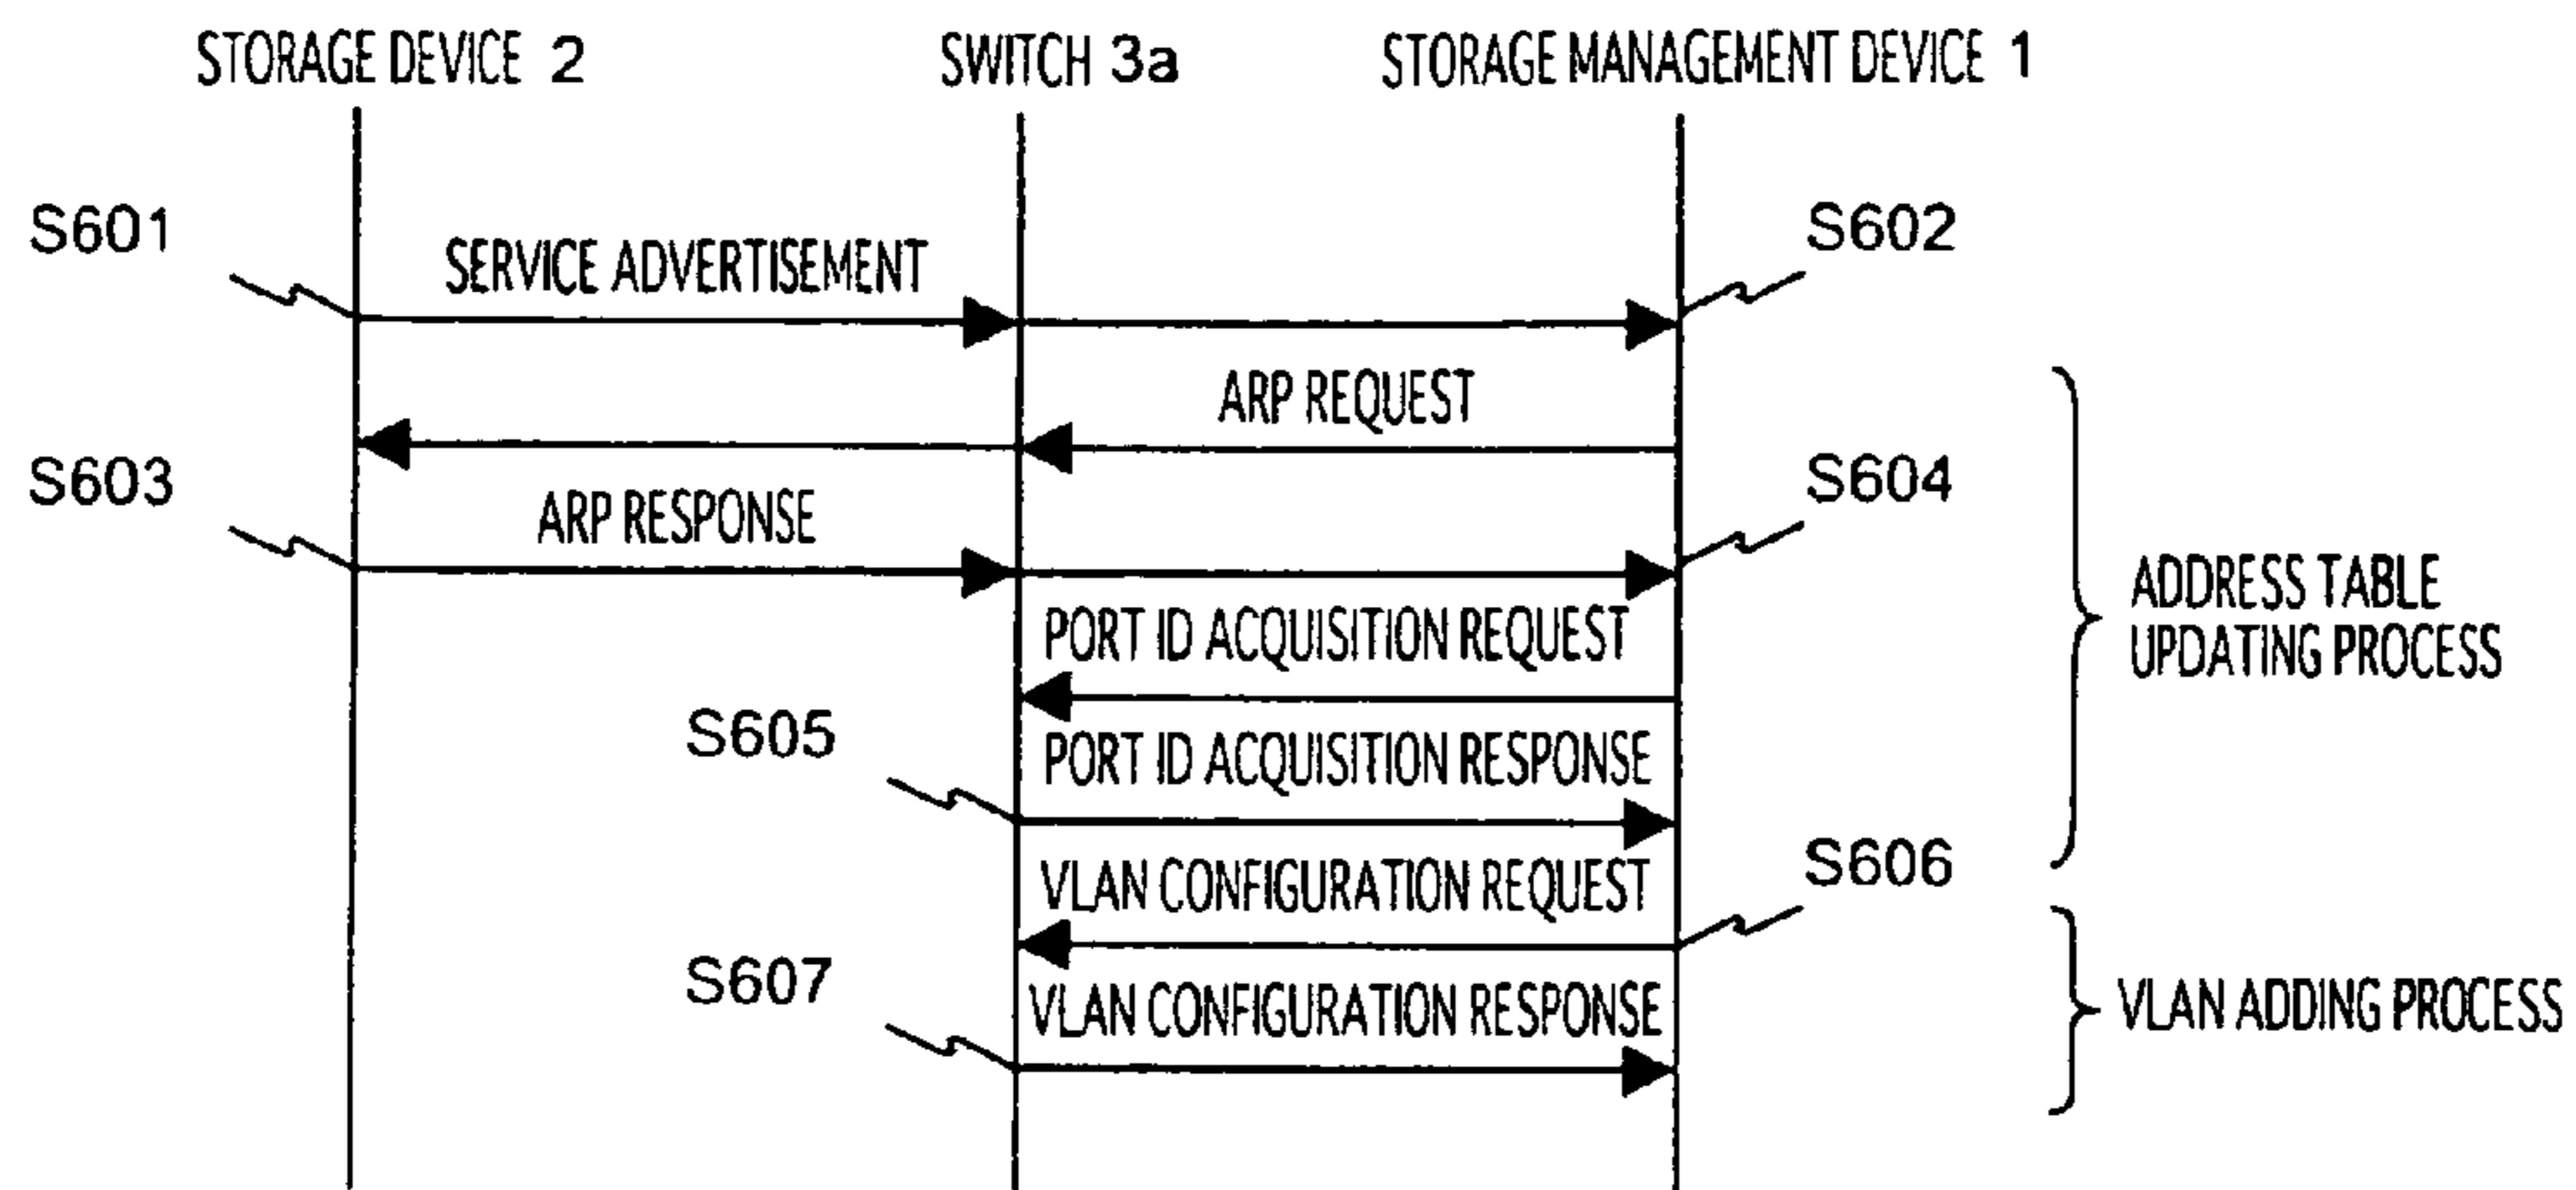 STORAGE DEVICE 2
SWITCH 3a
STORAGE MANAGEMENT DEVICE 1
S601
SERVICE ADVERTISEMENT
S602
ARP REQUEST
S603
ARP RESPONSE
S604
PORT ID ACQUISITION REQUEST
ADDRESS TABLE
UPDATING PROCESS
S605
PORT ID ACQUISITION RESPONSE
VLAN CONFIGURATION REQUEST
S606
S607
VLAN CONFIGURATION RESPONSE
VLAN ADDING PROCESS